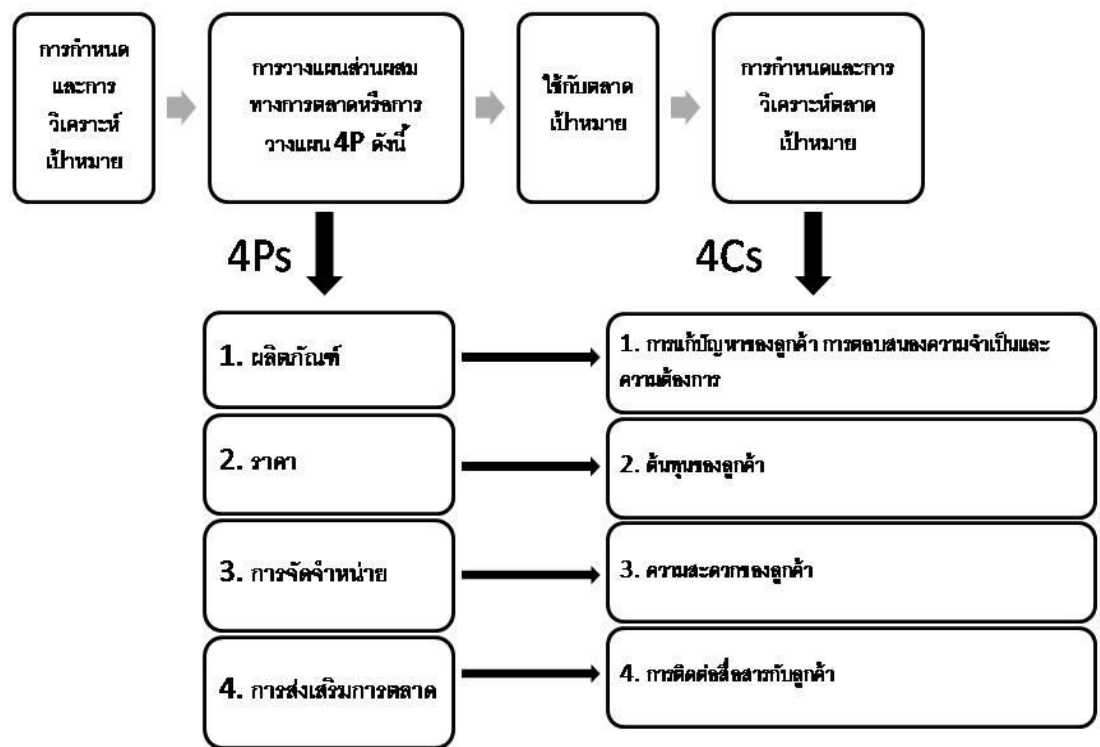 การกำหนด
และการ
วิเคราะห์
เป้าหมาย
การวางแผนส่วนผสม
ทางการตลาดหรือการ
วางแผน 4P ดังนี้
ใช้กับตลาด
เป้าหมาย
การกำหนดและการ
วิเคราะห์ตลาด
เป้าหมาย
4Ps
4Cs
1. ผลิตภัณฑ์
1. การแก้ปัญหาของลูกค้า การตอบสนองความจำเป็นและ
ความต้องการ
2. ราคา
2. ต้นทุนของลูกค้า
3. การจัดจำหน่าย
3. ความสะดวกของลูกค้า
4. การส่งเสริมการตลาด
4. การติดต่อสื่อสารกับลูกค้า